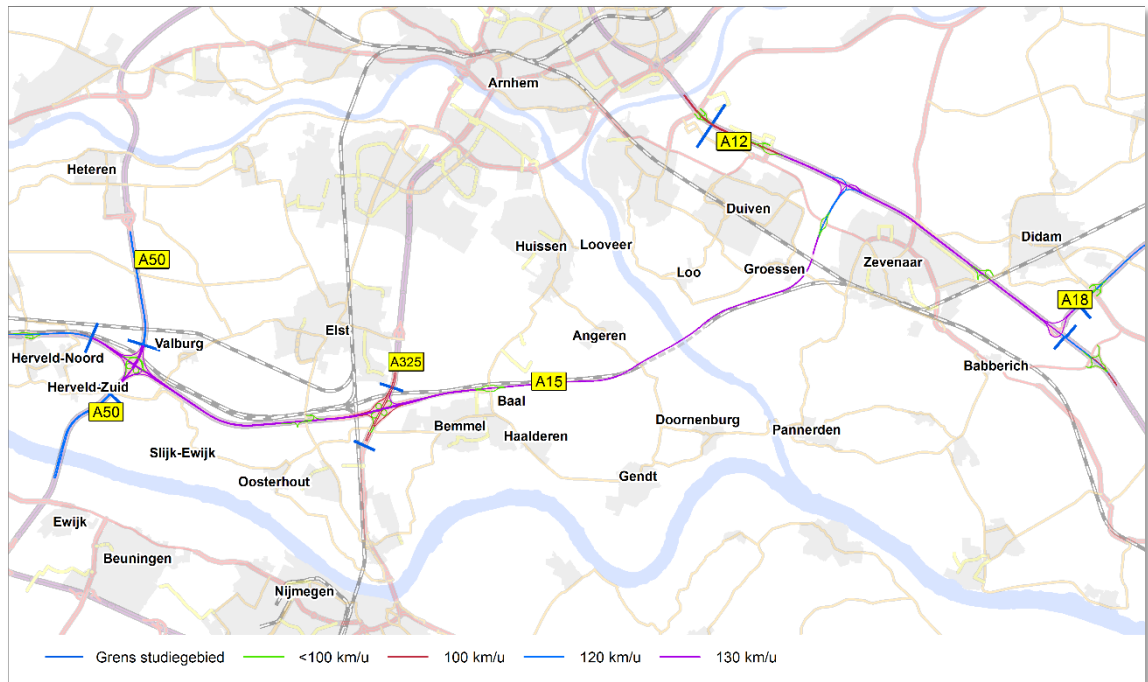 Arnhem
A12
Heteren
Duiven
Didam
Huissen
Looveer
A50
Loo
Groessen
Zevenaar
A18
Elst
Valburg
Angeren
Herveld-Noord
A325
Babberich
Herveld-Zuid
A15
Baal
A50
Bemmel
Doornenburg
Haalderen
Pannerden
Slijk-Ewijk
Gendt
Oosterhout
Ewijk
Beuningen
Nijmegen
Grens studiegebied
<100 km/u
100 km/u
120 km/u
130 km/u